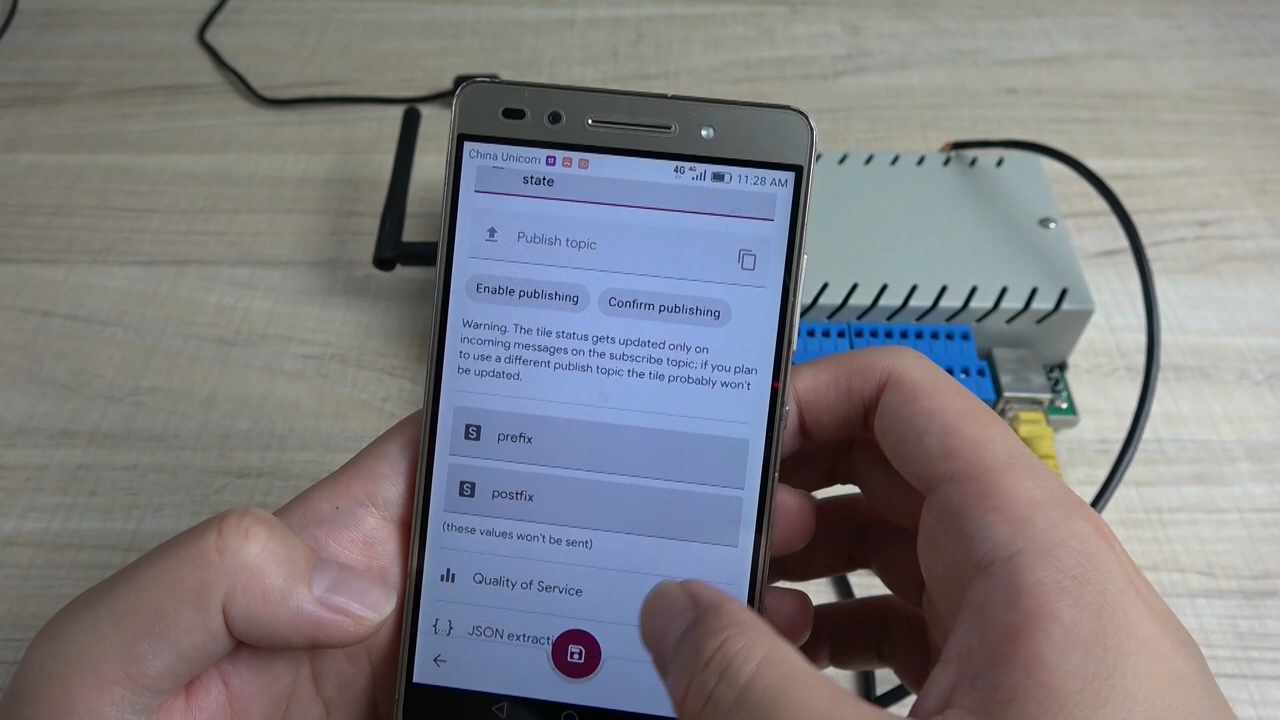 China Unicom 4G 4G 11:28 AM
state
Publish topic
Enable publishing Confirm publishing
Warning. The tile status gets updated only on
incoming messages on the subscribe topic; if you plan
to use a different publish topic the tile probably won't
be updated.
S prefix
S postfix
(these values won't be sent)
Quality of Service
{..} JSON extracti